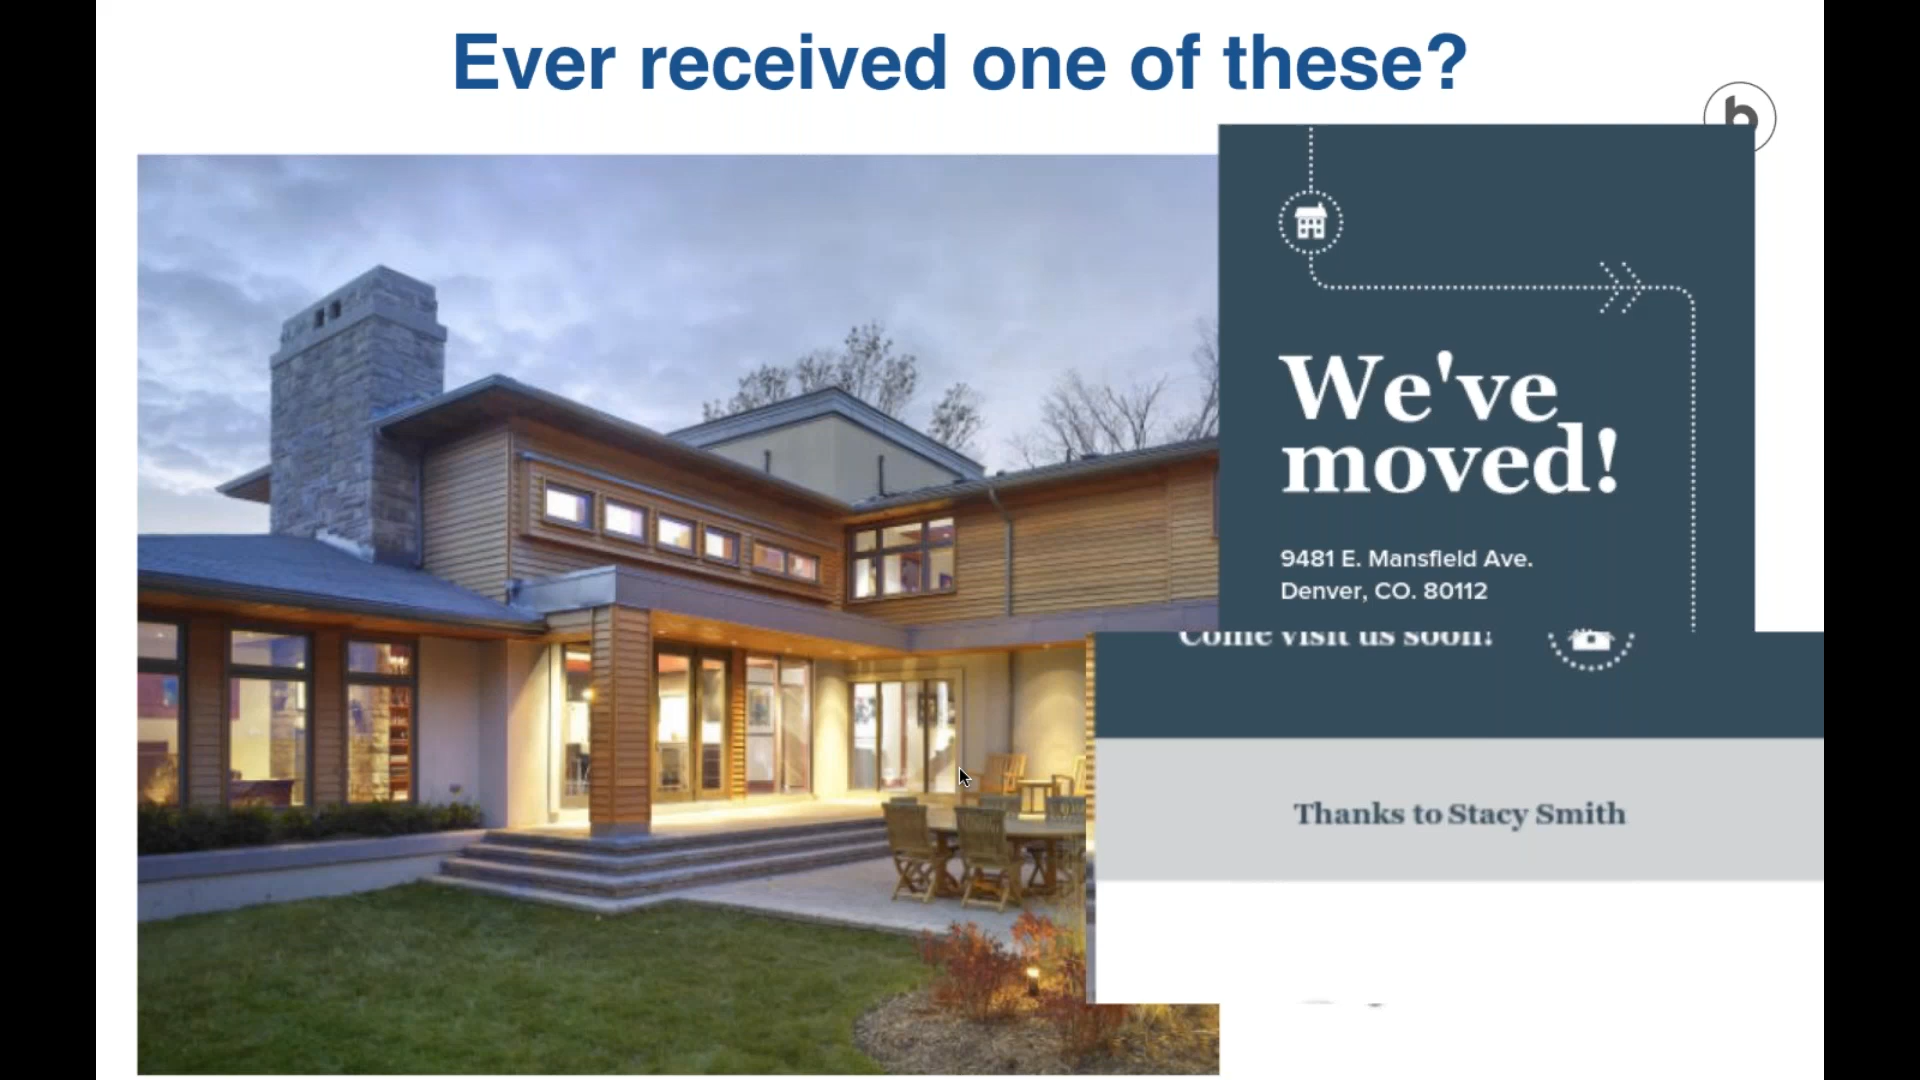 Ever received one of these?
b
We've
moved!
9481 E. Mansfield Ave.
Denver, CO. 80112
Come visit us soon!
Thanks to Stacy Smith